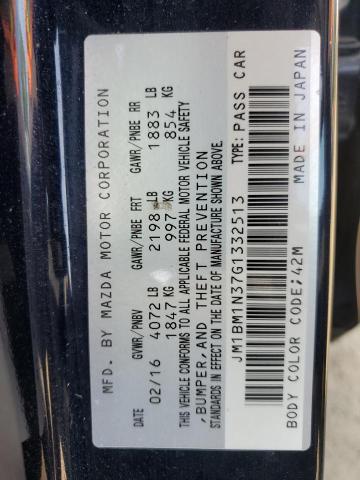 MFD. BY MAZDA MOTOR CORPORATION
DATE GVWR/PNBV GAWR/PNBE FRT GAWR/PNBE RR
02/16 4072 LB 2198 LB 1883 LB
1847 KG 997 KG 854 KG
THIS VEHICLE CONFORMS TO ALL APPLICABLE FEDERAL MOTOR VEHICLE SAFETY
,BUMPER,AND THEFT PREVENTION
STANDARDS IN EFFECT ON THE DATE OF MANUFACTURE SHOWN ABOVE.
JM1BM1N37G1332513 TYPE: PASS CAR
BODY COLOR CODE:42M MADE IN JAPAN